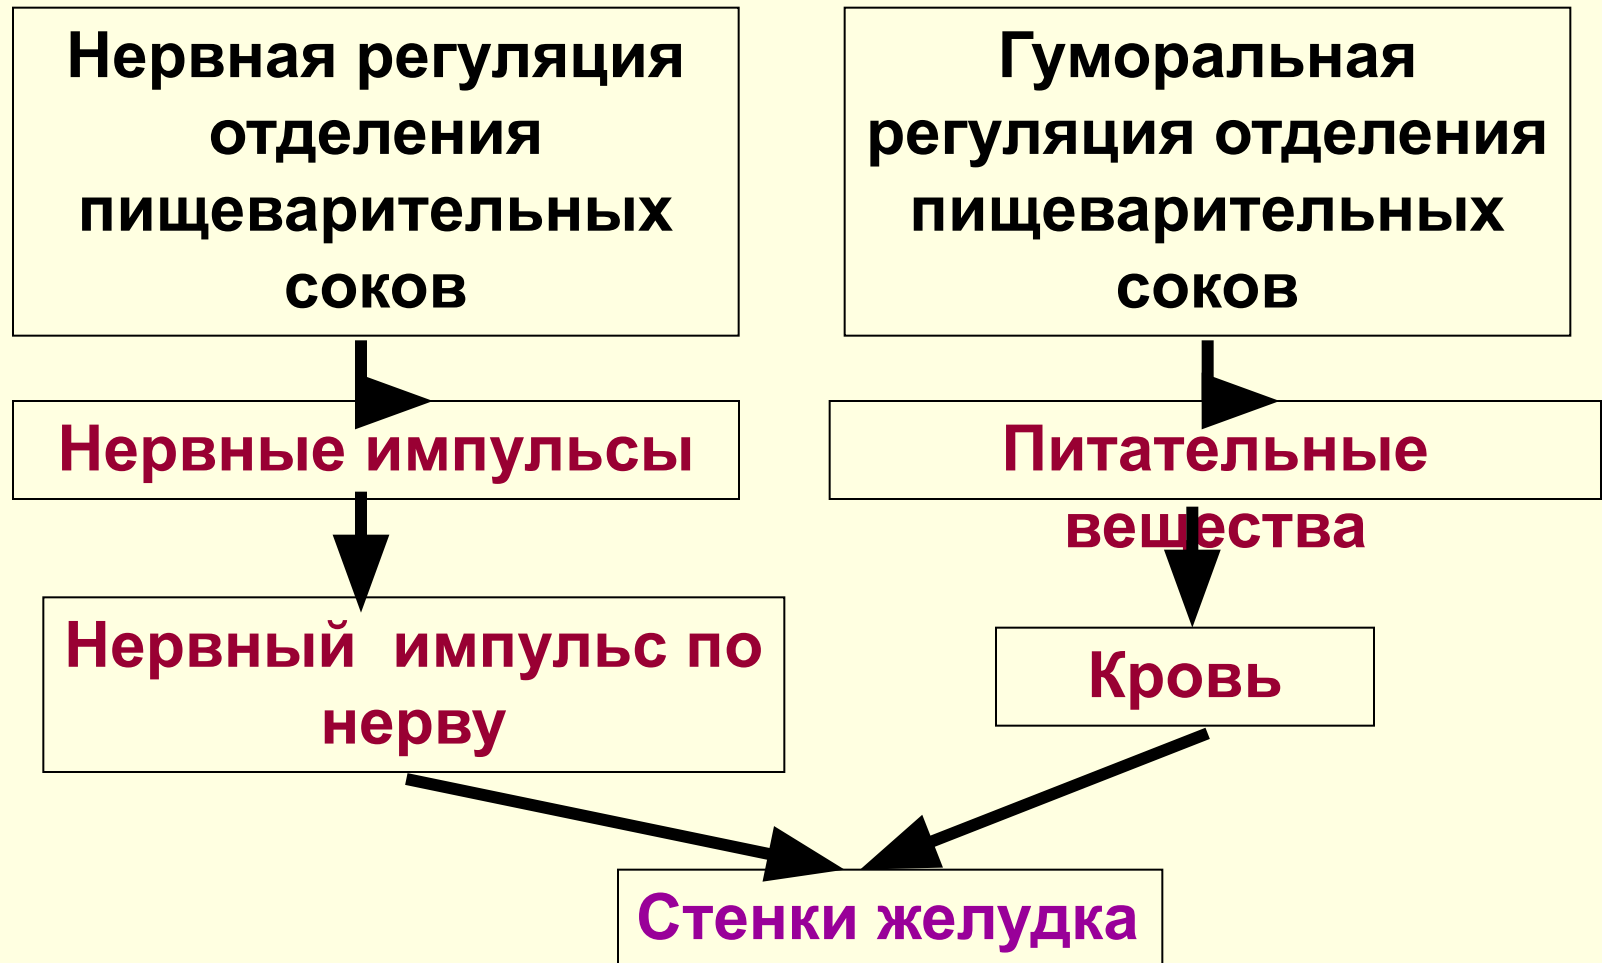 Нервная регуляция
отделения
пищеварительных
соков
Гуморальная
регуляция отделения
пищеварительных
соков
Нервные импульсы
Питательные
вещества
Нервный  импульс по
нерву
Кровь
Стенки желудка